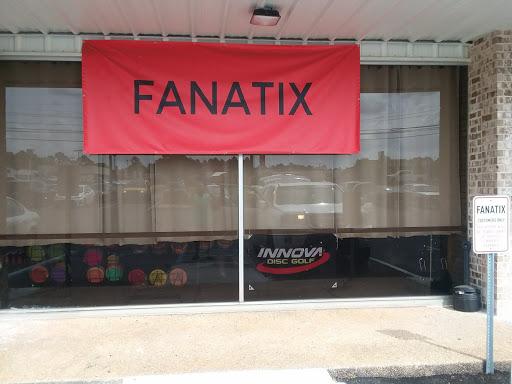 FANATIX
FANATIX
CUSTOMERS ONLY
INNOVA
DISC GOLF